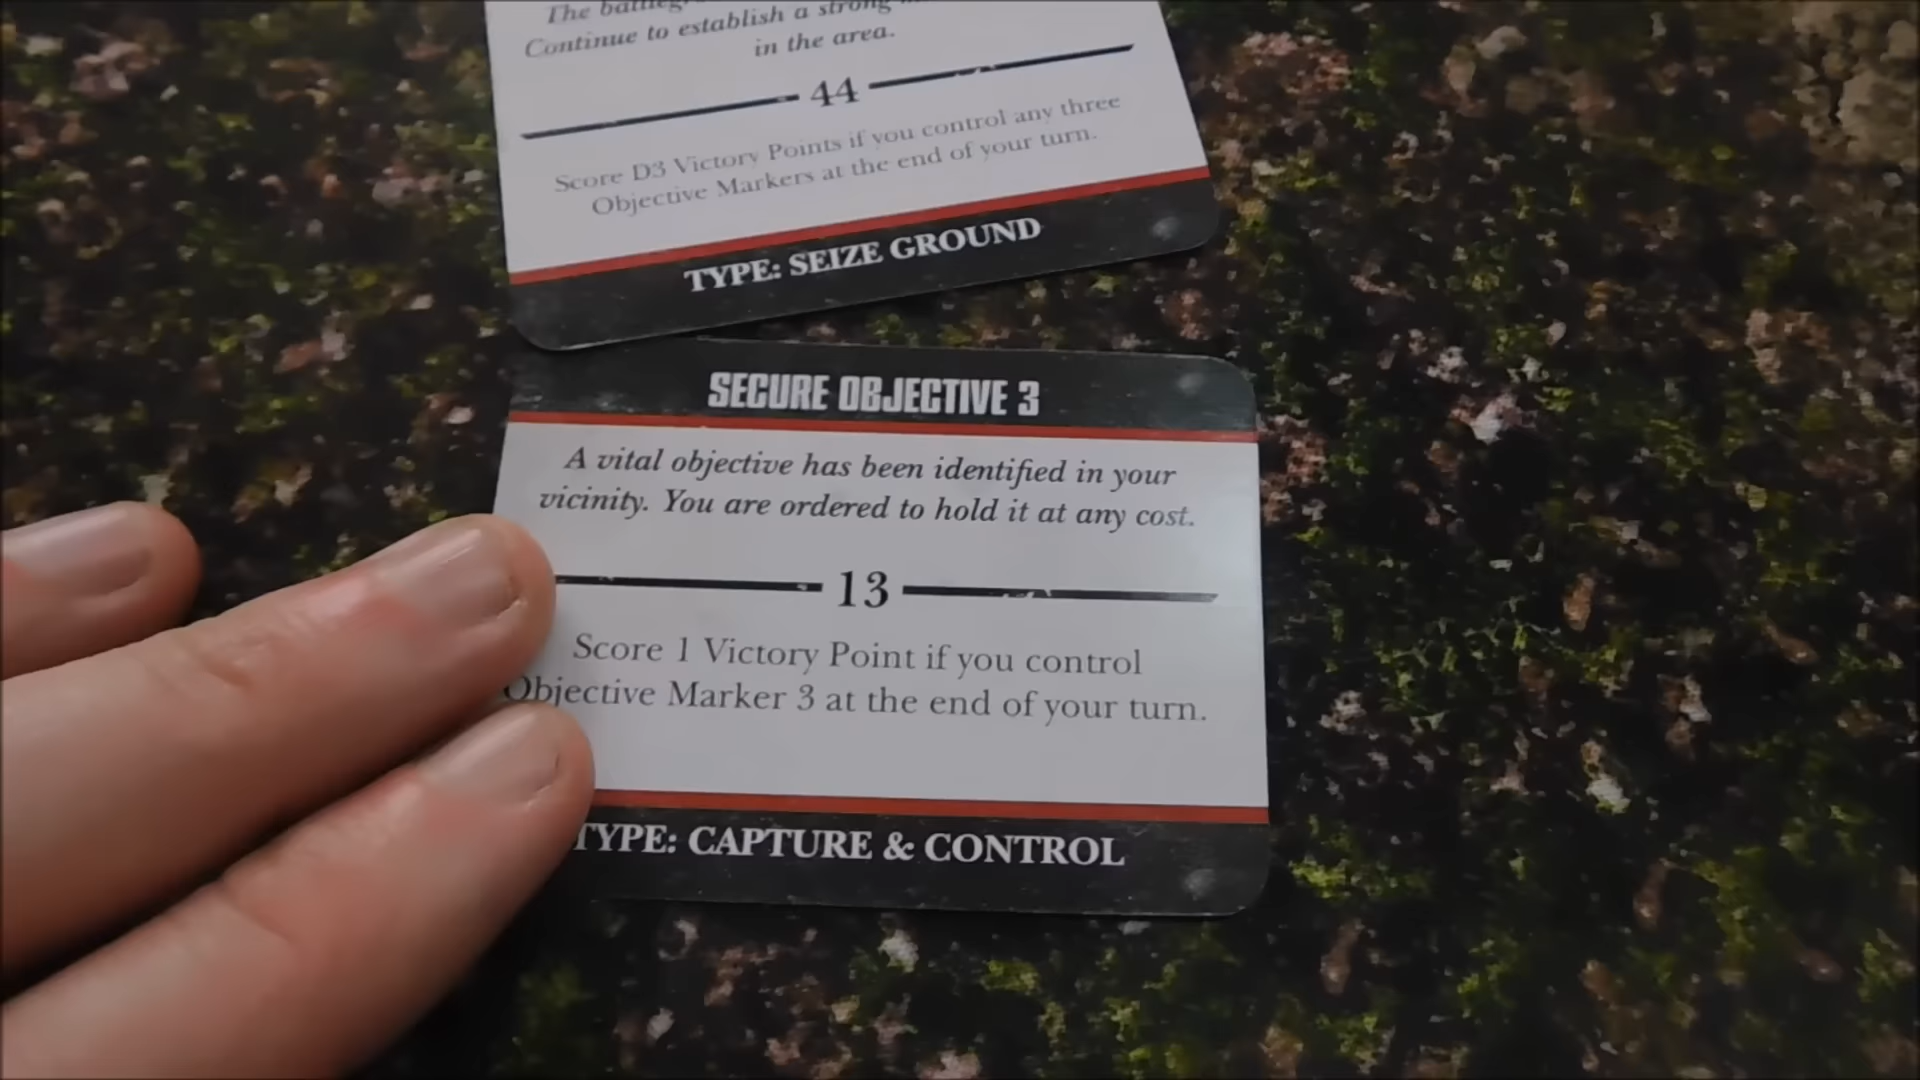 The
Continue to establish a strong
in the area.
44
Score D3 Victory Points if you control any three
Objective Markers at the end of your turn.
TYPE: SEIZE GROUND
SECURE OBJECTIVE 3
A vital objective has been identified in your
vicinity. You are ordered to hold it at any cost.
13
Score 1 Victory Point if you control
Objective Marker 3 at the end of your turn.
TYPE: CAPTURE & CONTROL